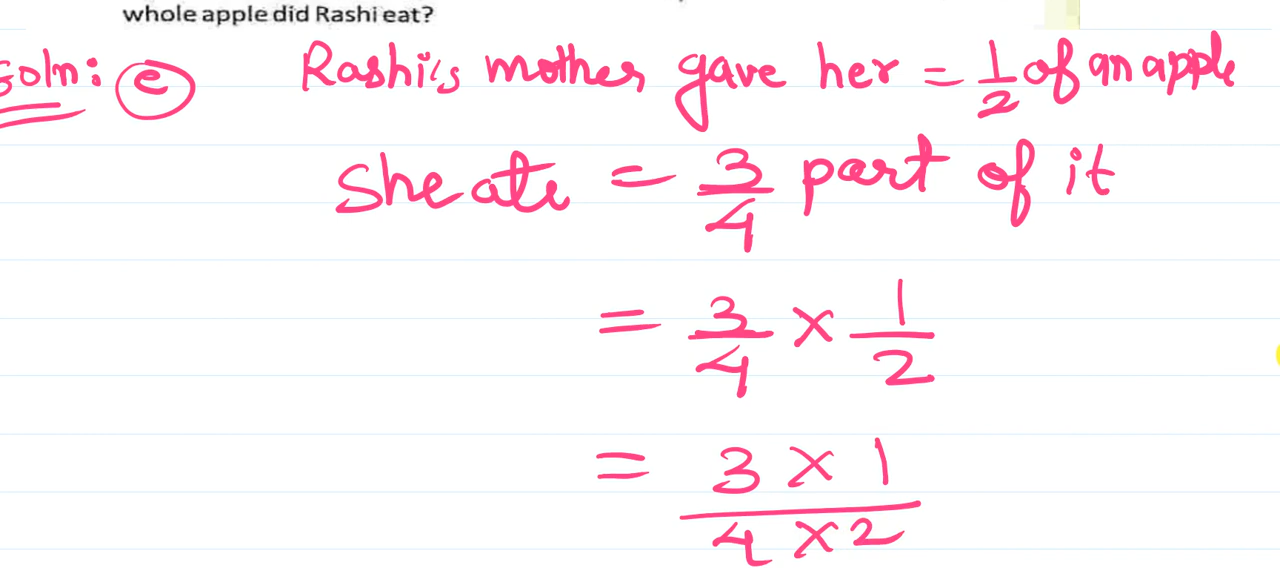 whole apple did Rashi eat?
Soln: e Rashi's mother gave her = 1/2 of an apple
She ate = 3/4 part of it
= 3/4 × 1/2
= 3 × 1 / 4 × 2